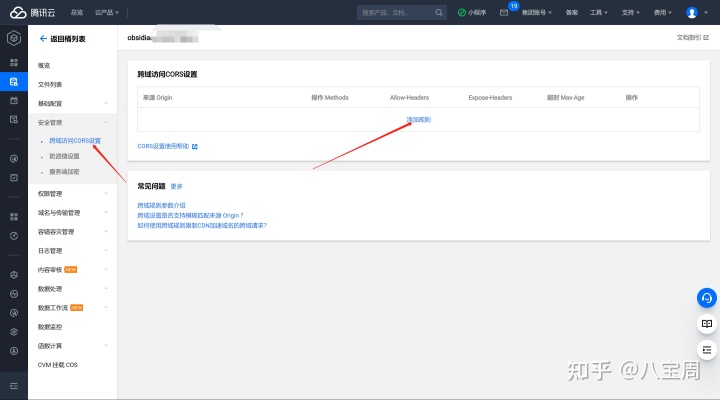 腾讯云
总览
云产品
搜索产品、文档...
小程序
19
集团账号
备案
工具
支持
费用
返回桶列表
obsidia
文档指引
概览
文件列表
基础配置
安全管理
跨域访问CORS设置
防盗链设置
服务端加密
权限管理
域名与传输管理
容错容灾管理
日志管理
内容审核 NEW
数据处理
数据工作流 NEW
数据监控
函数计算
CVM 挂载 COS
跨域访问CORS设置
来源 Origin 操作 Methods Allow-Headers Expose-Headers 超时 Max-Age 操作
添加规则
CORS设置使用帮助
常见问题 更多
跨域规则参数介绍
跨域设置是否支持模糊匹配来源 Origin？
如何使用跨域规则限制CDN加速域名的跨域请求?
知乎 @八宝周